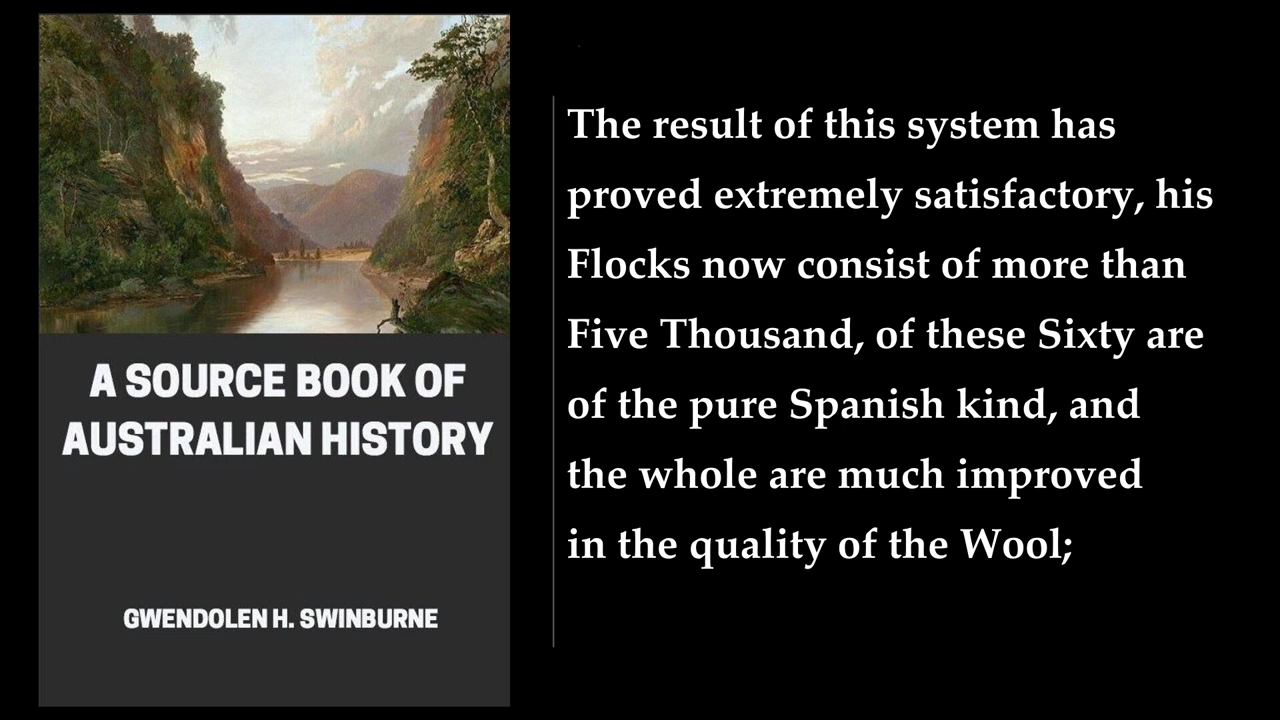 A SOURCE BOOK OF
AUSTRALIAN HISTORY
GWENDOLEN H. SWINBURNE
The result of this system has
proved extremely satisfactory, his
Flocks now consist of more than
Five Thousand, of these Sixty are
of the pure Spanish kind, and
the whole are much improved
in the quality of the Wool;